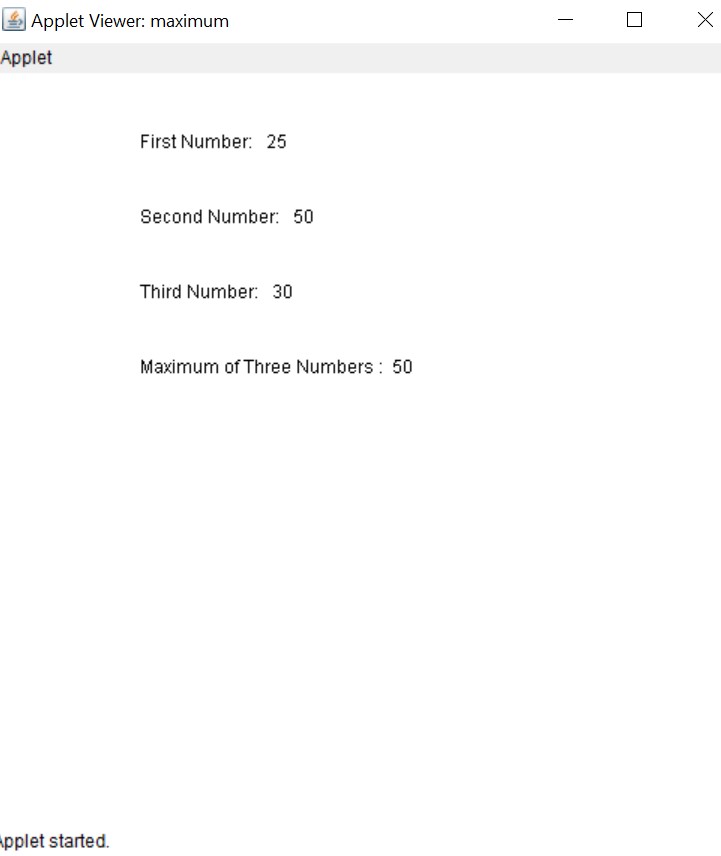 Applet Viewer: maximum
Applet
First Number: 25
Second Number: 50
Third Number: 30
Maximum of Three Numbers : 50
Applet started.